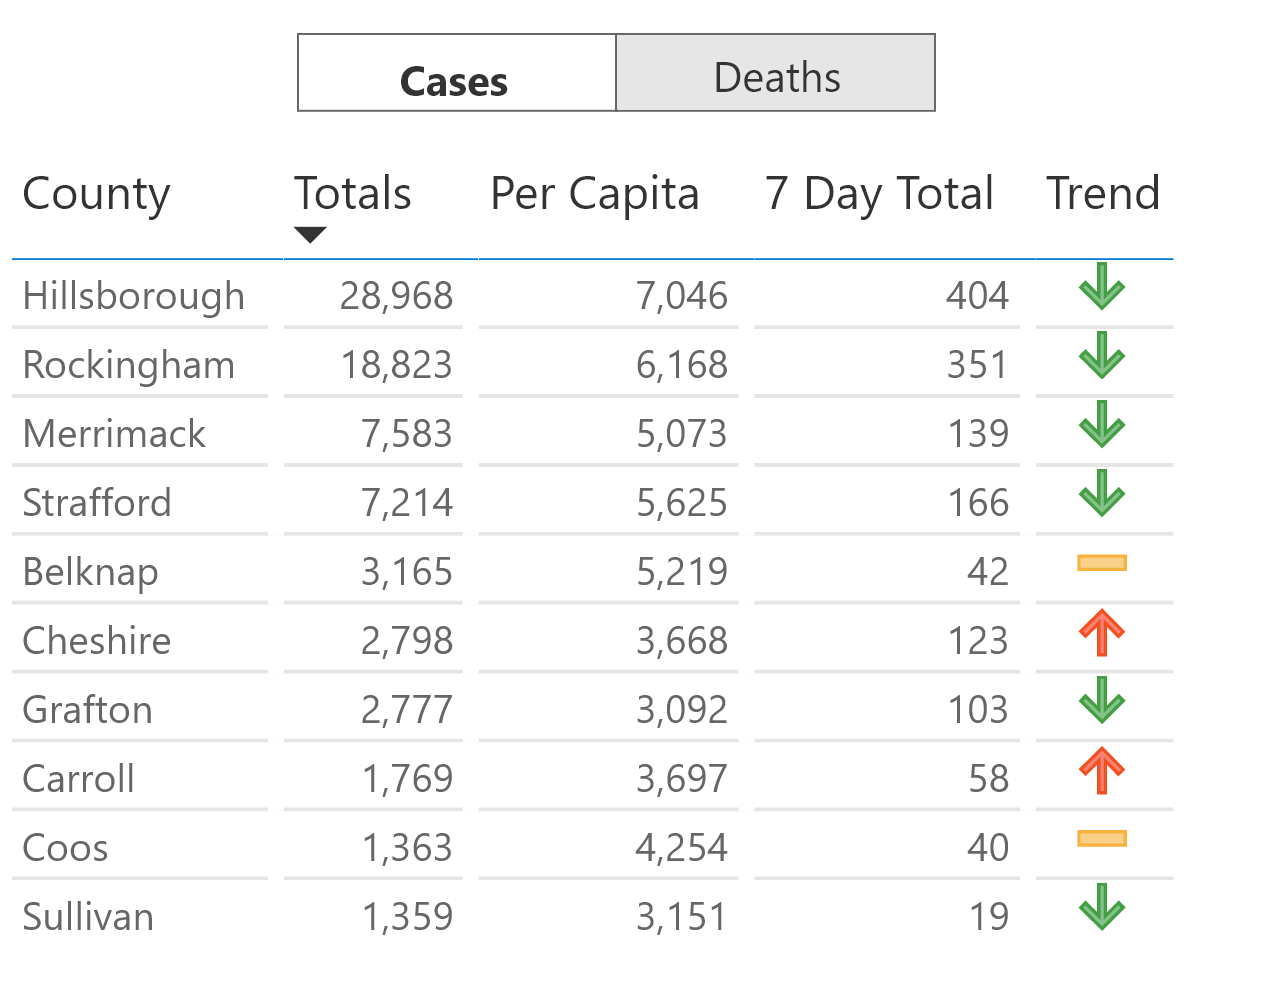 Cases Deaths
County Totals Per Capita 7 Day Total Trend
Hillsborough 28,968 7,046 404
Rockingham 18,823 6,168 351
Merrimack 7,583 5,073 139
Strafford 7,214 5,625 166
Belknap 3,165 5,219 42
Cheshire 2,798 3,668 123
Grafton 2,777 3,092 103
Carroll 1,769 3,697 58
Coos 1,363 4,254 40
Sullivan 1,359 3,151 19